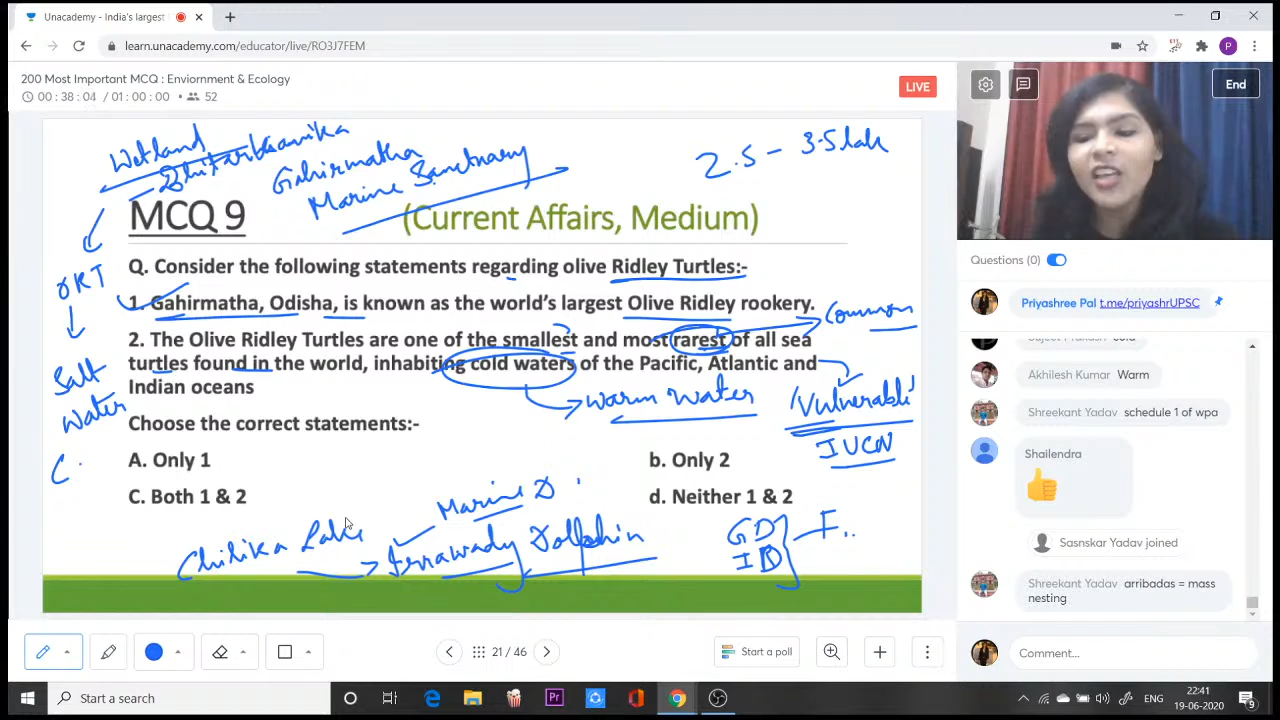 Unacademy - India's largest
learn.unacademy.com/educator/live/RO3J7FEM
200 Most Important MCQ : Enviornment & Ecology
00 : 38 : 04 / 01 : 00 : 00 • 52
LIVE
End
Wetland
Bhitarkanika
Gahirmatha
Marine Sanctuary
2.5 - 3.5 lak
MCQ 9
(Current Affairs, Medium)
ORT
Salt
water
C
Q. Consider the following statements regarding olive Ridley Turtles:-
1. Gahirmatha, Odisha, is known as the world's largest Olive Ridley rookery.
common
2. The Olive Ridley Turtles are one of the smallest and most rarest of all sea
turtles found in the world, inhabiting cold waters of the Pacific, Atlantic and
Indian oceans
warm water
'Vulnerable'
IUCN
Choose the correct statements:-
A. Only 1
b. Only 2
C. Both 1 & 2
d. Neither 1 & 2
Marine D
Chilika Lake
Irrawady Dolphin
GD
ID
F..
Questions (0)
Priyashree Pal t.me/priyashrUPSC
Akhilesh Kumar Warm
Shreekant Yadav schedule 1 of wpa
Shailendra
Sasnskar Yadav joined
Shreekant Yadav arribadas = mass
nesting
21 / 46
Start a poll
Comment...
Start a search
ENG
22:41
19-06-2020